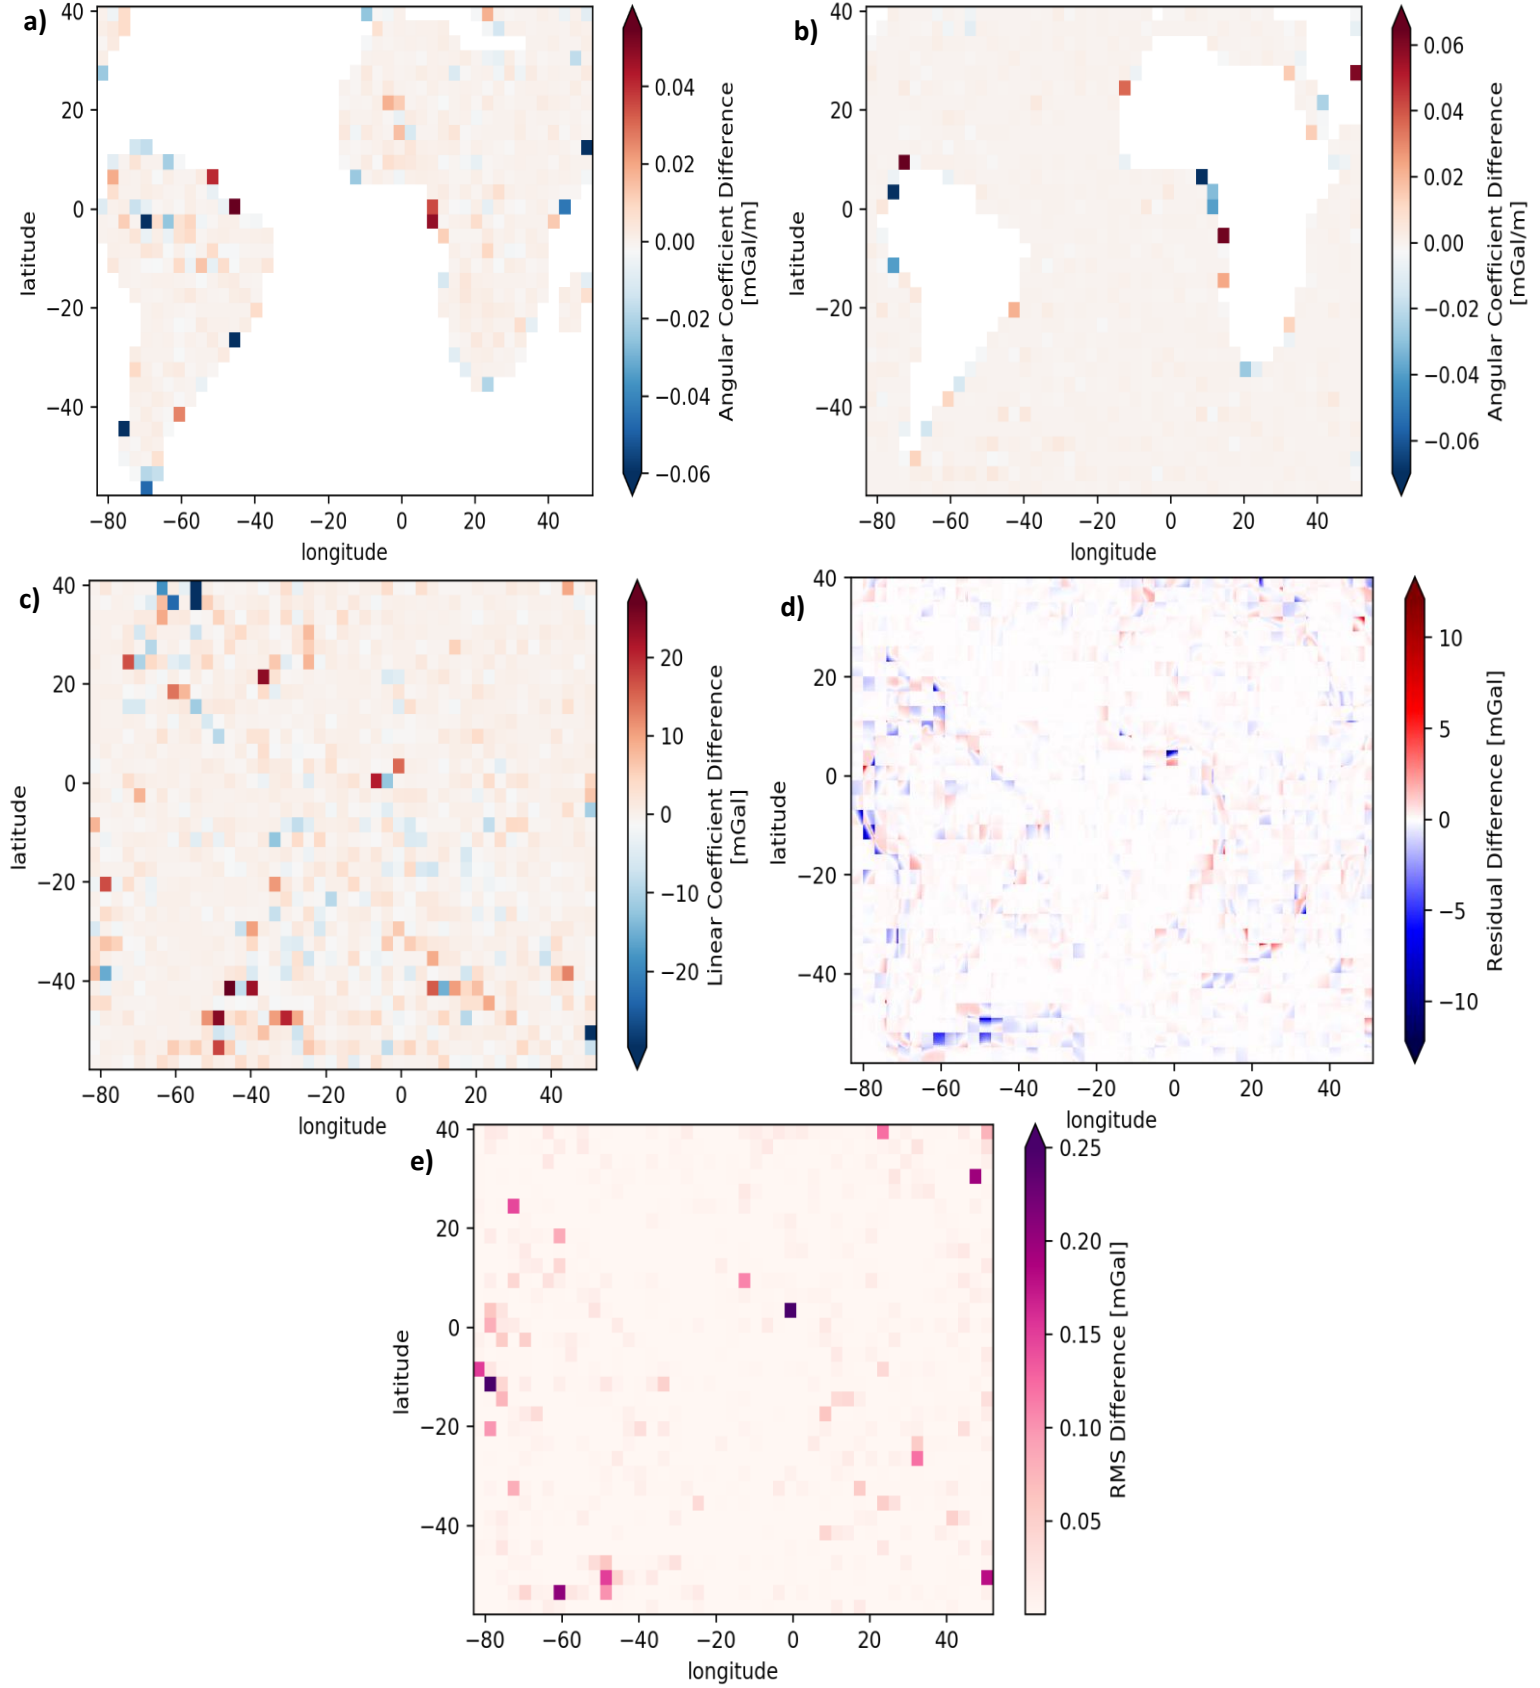 a)
40
20
0
−20
−40
−80 −60 −40 −20 0 20 40
longitude
latitude
0.04
0.02
0.00
−0.02
−0.04
−0.06
Angular Coefficient Difference
[mGal/m]
b)
40
20
0
−20
−40
−80 −60 −40 −20 0 20 40
longitude
latitude
0.06
0.04
0.02
0.00
−0.02
−0.04
−0.06
Angular Coefficient Difference
[mGal/m]
c)
40
20
0
−20
−40
−80 −60 −40 −20 0 20 40
longitude
latitude
20
10
0
−10
−20
Linear Coefficient Difference
[mGal]
d)
40
20
0
−20
−40
−80 −60 −40 −20 0 20 40
longitude
latitude
10
5
0
−5
−10
Residual Difference [mGal]
e)
40
20
0
−20
−40
−80 −60 −40 −20 0 20 40
longitude
latitude
0.25
0.20
0.15
0.10
0.05
RMS Difference [mGal]